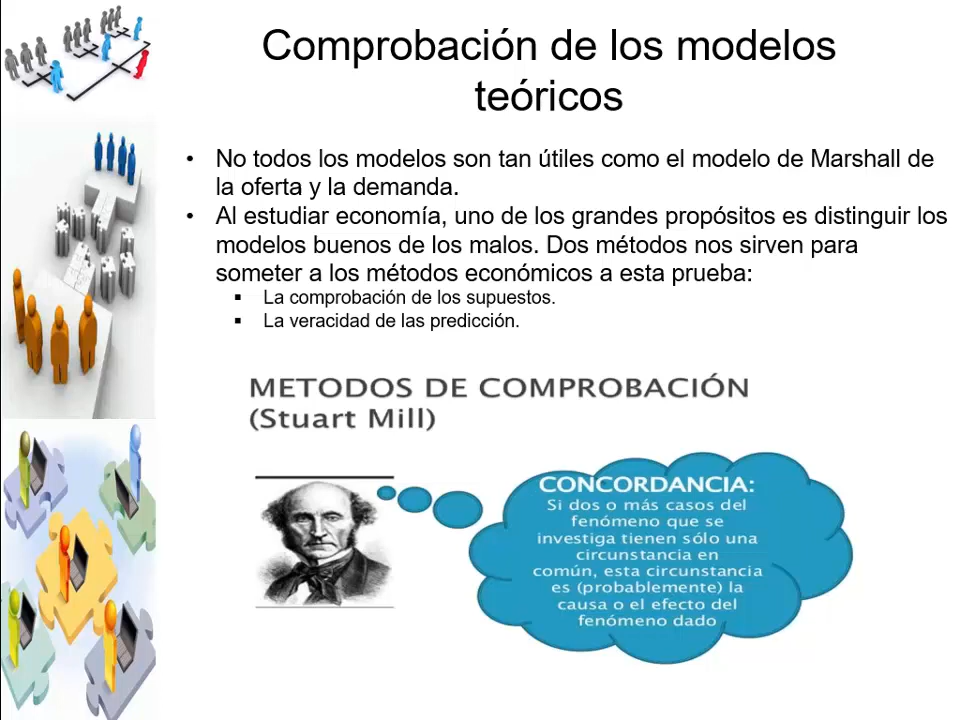 Comprobación de los modelos
teóricos
• No todos los modelos son tan útiles como el modelo de Marshall de
la oferta y la demanda.
• Al estudiar economía, uno de los grandes propósitos es distinguir los
modelos buenos de los malos. Dos métodos nos sirven para
someter a los métodos económicos a esta prueba:
▪ La comprobación de los supuestos.
▪ La veracidad de las predicción.
METODOS DE COMPROBACIÓN
(Stuart Mill)
CONCORDANCIA:
Si dos o más casos del
fenómeno que se
investiga tienen sólo una
circunstancia en
común, esta circunstancia
es (probablemente) la
causa o el efecto del
fenómeno dado